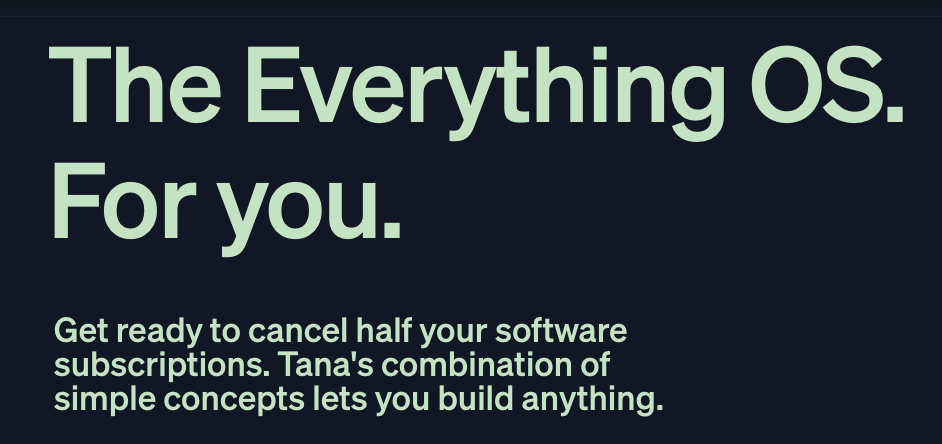 The Everything OS.
For you.
Get ready to cancel half your software
subscriptions. Tana's combination of
simple concepts lets you build anything.